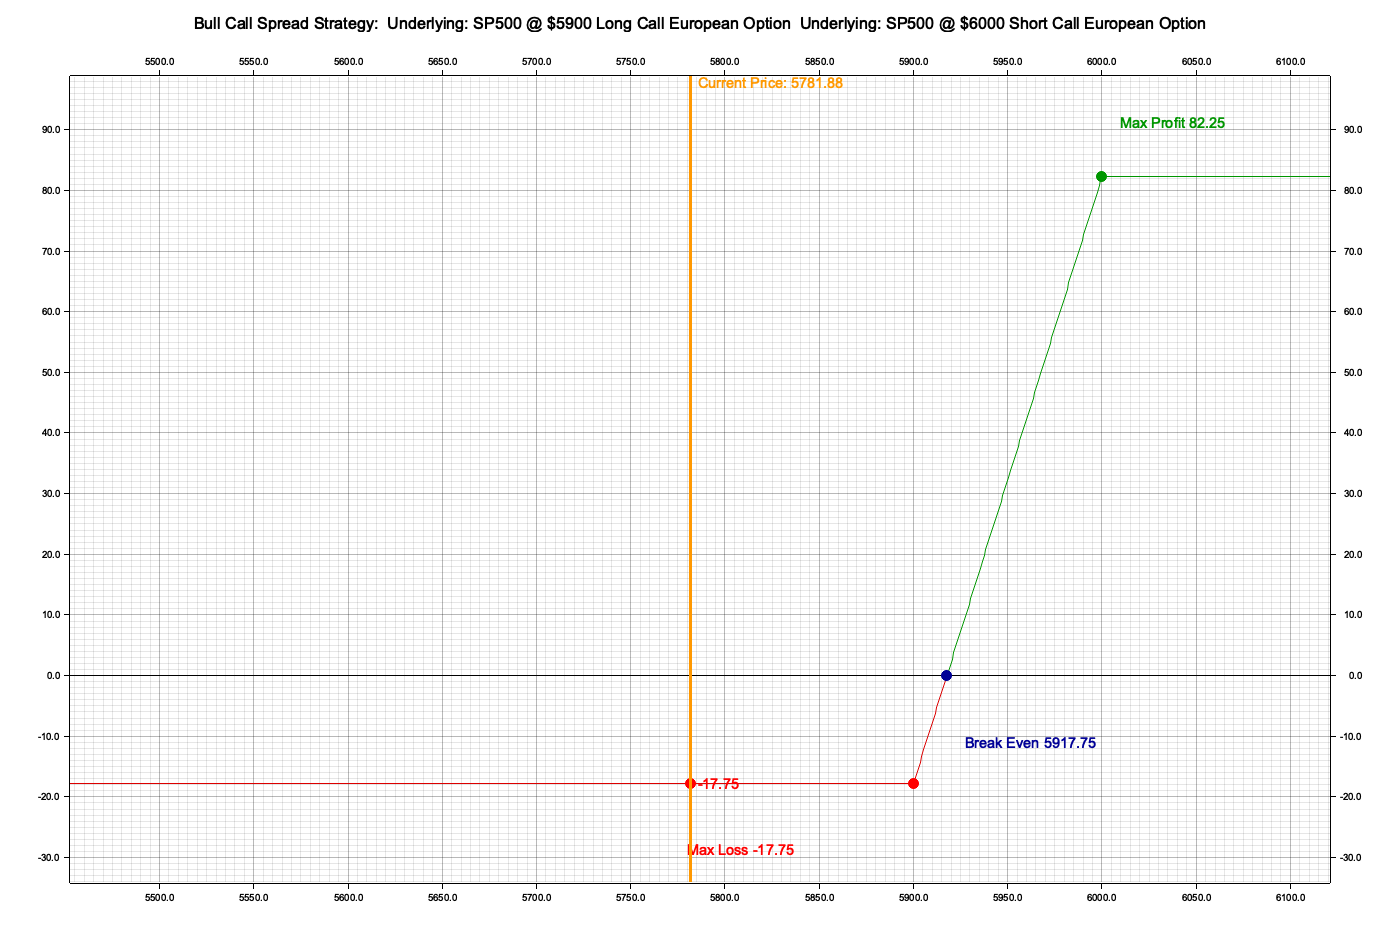 Bull Call Spread Strategy:  Underlying: SP500 @ $5900 Long Call European Option  Underlying: SP500 @ $6000 Short Call European Option
5500.0 5550.0 5600.0 5650.0 5700.0 5750.0 5800.0 5850.0 5900.0 5950.0 6000.0 6050.0 6100.0
Current Price: 5781.88
Max Profit 82.25
90.0 90.0
80.0 80.0
70.0 70.0
60.0 60.0
50.0 50.0
40.0 40.0
30.0 30.0
20.0 20.0
10.0 10.0
0.0 0.0
-10.0 -10.0
Break Even 5917.75
-17.75
-20.0 -20.0
Max Loss -17.75
-30.0 -30.0
5500.0 5550.0 5600.0 5650.0 5700.0 5750.0 5800.0 5850.0 5900.0 5950.0 6000.0 6050.0 6100.0